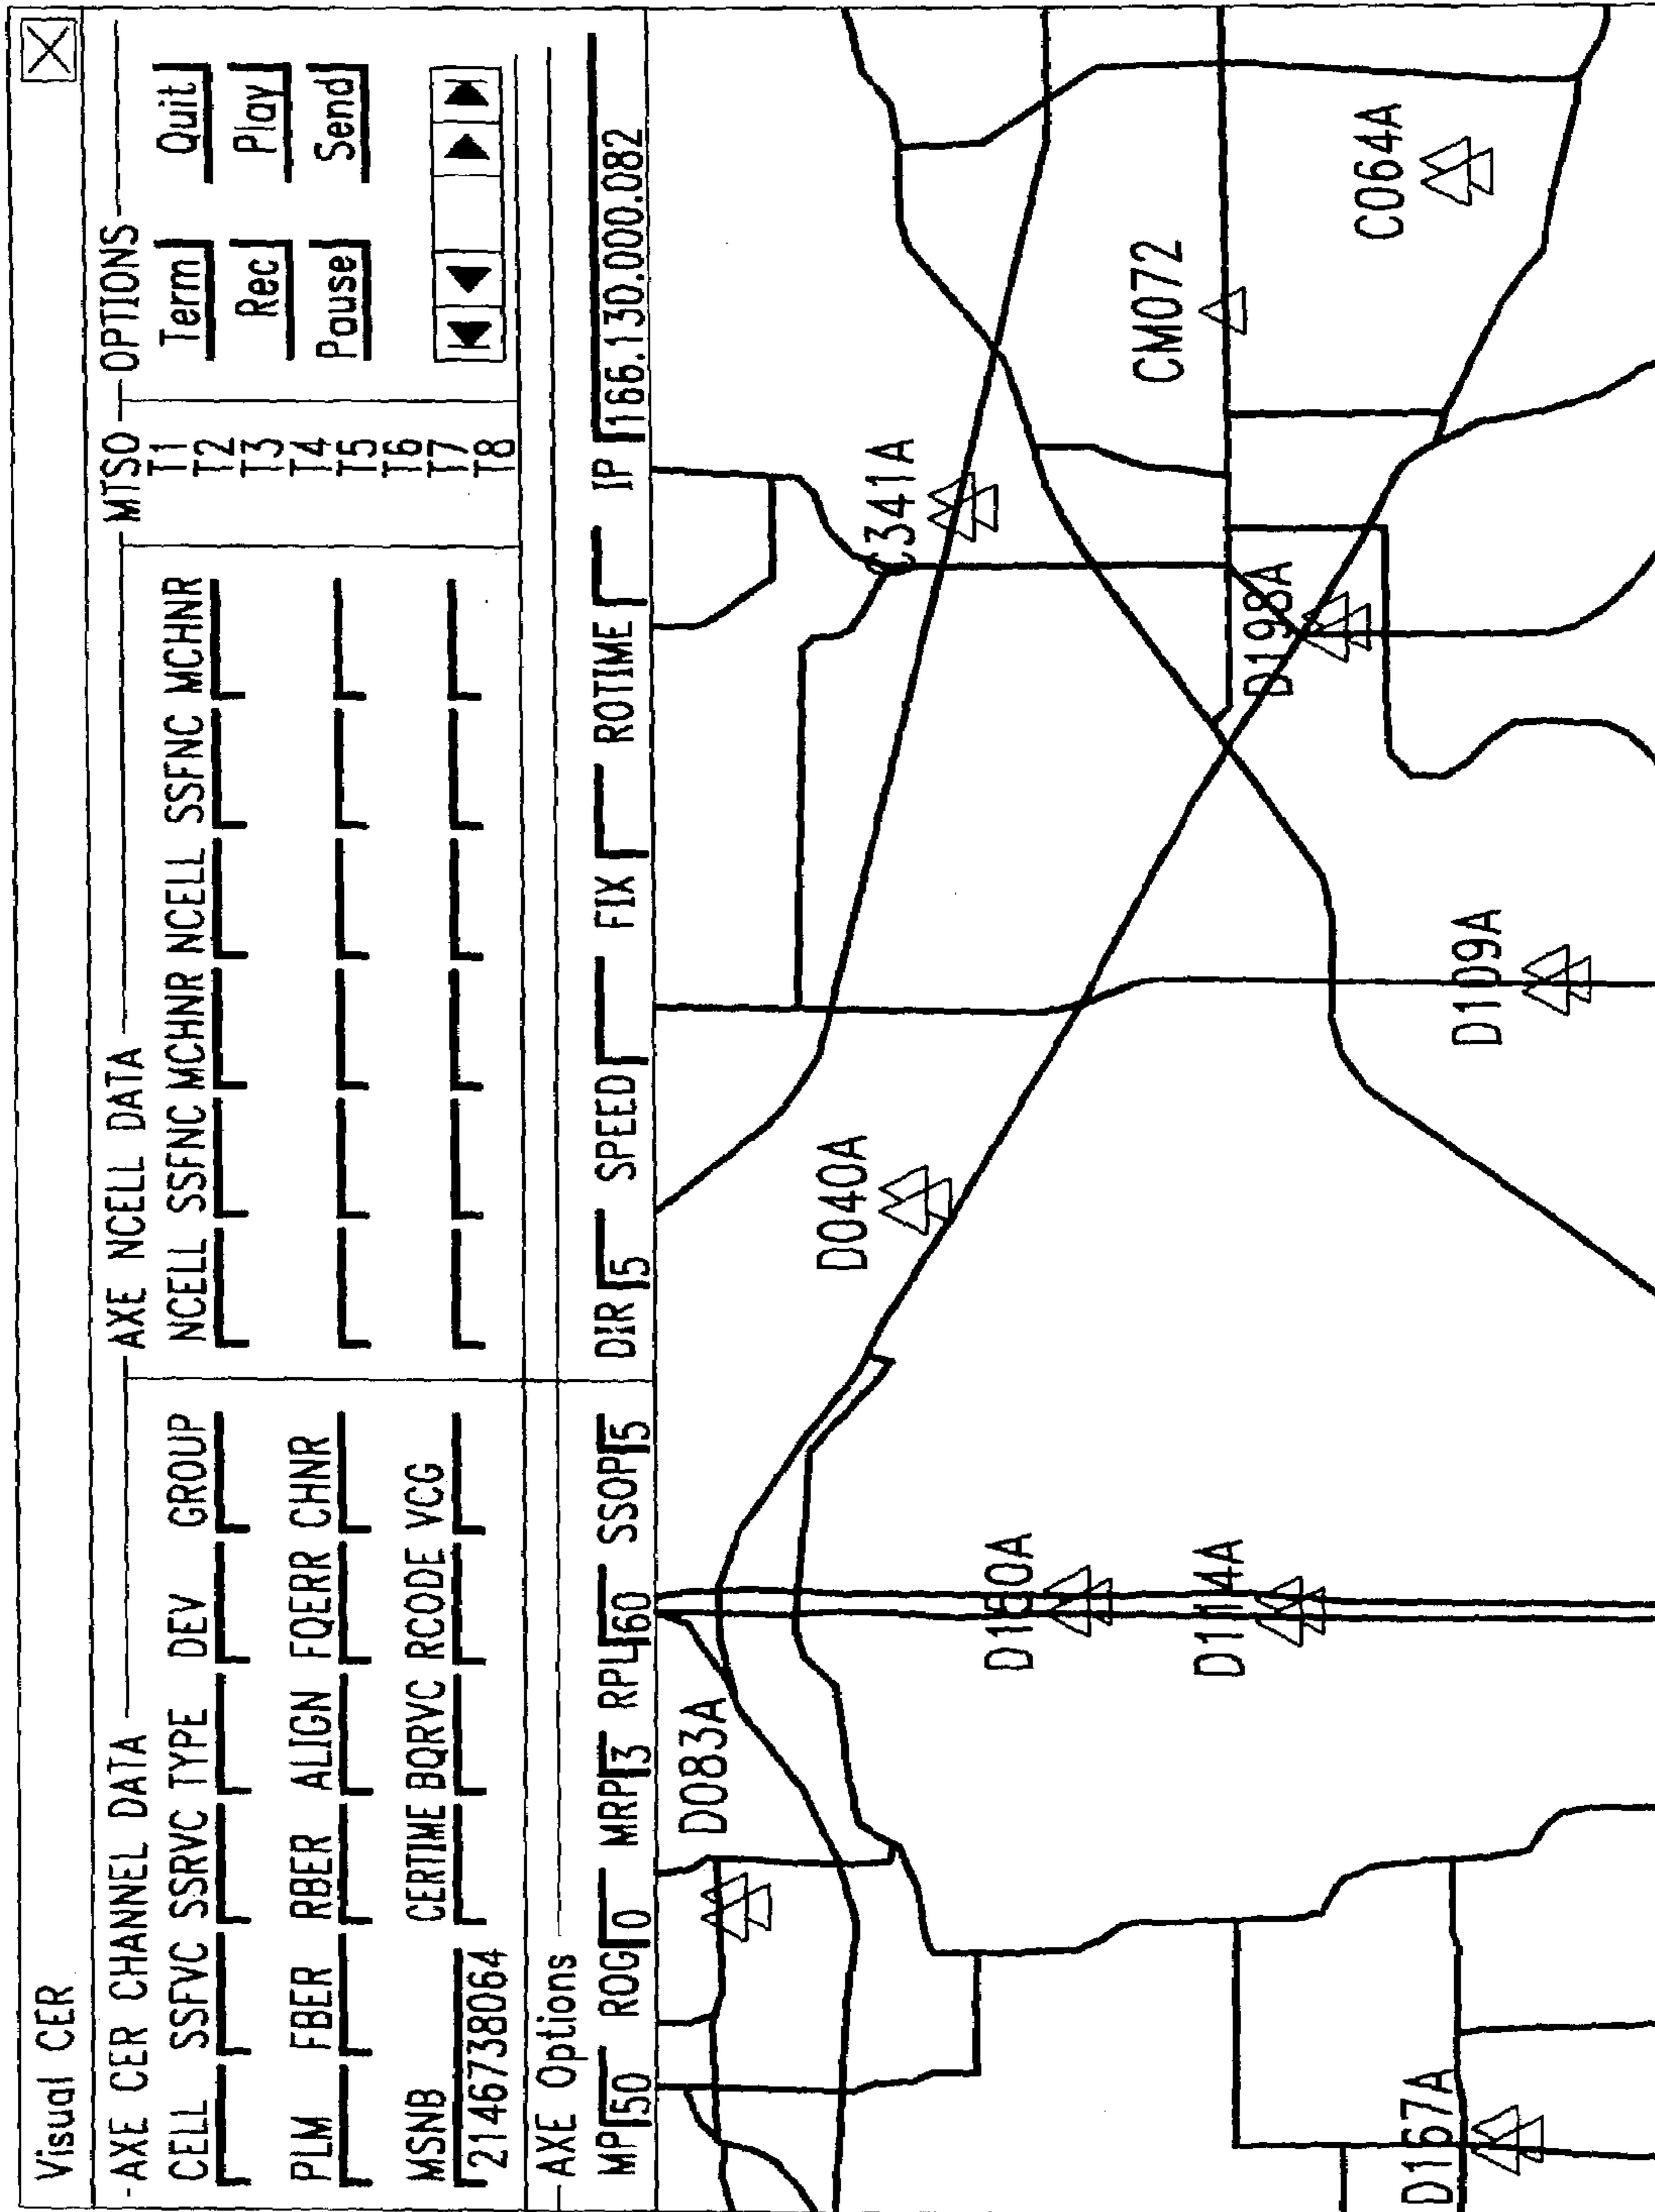 Visual CER
AXE CER CHANNEL DATA AXE NCELL DATA MTSO OPTIONS
CELL SSFVC SSRVC TYPE DEV GROUP NCELL SSFNC MCHNR NCELL SSFNC MCHNR T1 Term Quit
T2
PLM FBER RBER ALIGN FQERR CHNR T3 Rec Play
T4
T5 Pause Send
MSNB CERTIME BQRVC RCODE VCG T6
2146738064 T7
T8
AXE Options
MP 50 ROG 0 MRP 3 RPL 60 SSOP 5 DIR 5 SPEED FIX ROTIME IP 166.130.000.082
D083A
D040A
C341A
D114A
CM072
D198A
C064A
D167A
D109A